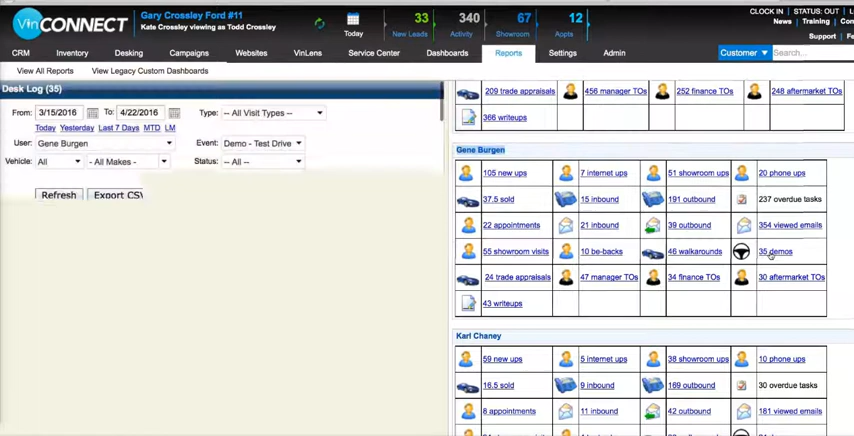 VinCONNECT
Gary Crossley Ford #11
Kate Crossley viewing as Todd Crossley
Today
33
New Leads
340
Activity
67
Showroom
12
Appts
CLOCK IN | STATUS: OUT |
News | Training |
Support |
CRM Inventory Desking Campaigns Websites VinLens Service Center Dashboards Reports Settings Admin
Customer Search...
View All Reports View Legacy Custom Dashboards
Desk Log (35)
From: 3/15/2016 To: 4/22/2016 Type: -- All Visit Types --
Today Yesterday Last 7 Days MTD LM
User: Gene Burgen Event: Demo - Test Drive
Vehicle: All - All Makes - Status: -- All --
Refresh Export CSV
209 trade appraisals 456 manager TOs 252 finance TOs 248 aftermarket TOs
366 writeups
Gene Burgen
105 new ups 7 internet ups 51 showroom ups 20 phone ups
37.5 sold 15 inbound 191 outbound 237 overdue tasks
22 appointments 21 inbound 39 outbound 354 viewed emails
55 showroom visits 10 be-backs 46 walkarounds 35 demos
24 trade appraisals 47 manager TOs 34 finance TOs 30 aftermarket TOs
43 writeups
Karl Chaney
59 new ups 5 internet ups 38 showroom ups 10 phone ups
16.5 sold 9 inbound 169 outbound 30 overdue tasks
6 appointments 11 inbound 42 outbound 161 viewed emails